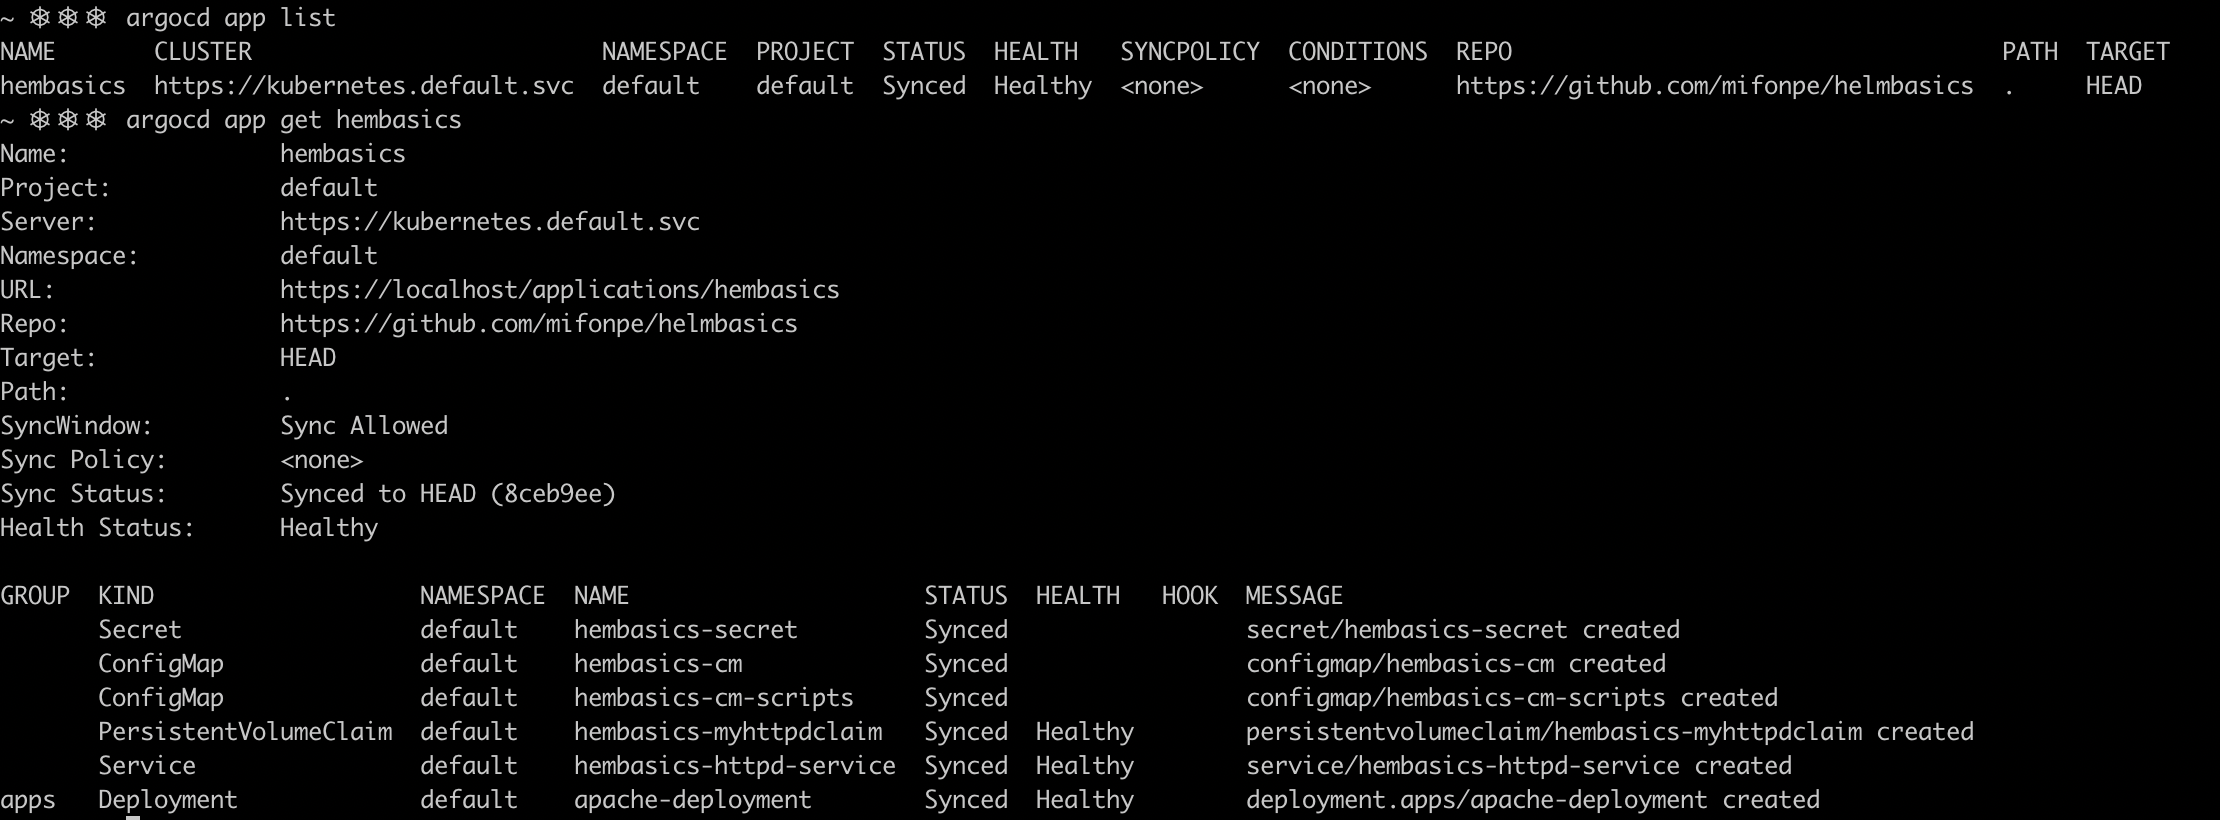 ~ ❄❄❄ argocd app list
NAME       CLUSTER                         NAMESPACE  PROJECT  STATUS  HEALTH   SYNCPOLICY  CONDITIONS  REPO                                   PATH  TARGET
hembasics  https://kubernetes.default.svc  default    default  Synced  Healthy  <none>      <none>      https://github.com/mifonpe/helmbasics  .     HEAD
~ ❄❄❄ argocd app get hembasics
Name:               hembasics
Project:            default
Server:             https://kubernetes.default.svc
Namespace:          default
URL:                https://localhost/applications/hembasics
Repo:               https://github.com/mifonpe/helmbasics
Target:             HEAD
Path:               .
SyncWindow:         Sync Allowed
Sync Policy:        <none>
Sync Status:        Synced to HEAD (8ceb9ee)
Health Status:      Healthy

GROUP  KIND                   NAMESPACE  NAME                     STATUS  HEALTH   HOOK  MESSAGE
       Secret                 default    hembasics-secret         Synced                 secret/hembasics-secret created
       ConfigMap              default    hembasics-cm             Synced                 configmap/hembasics-cm created
       ConfigMap              default    hembasics-cm-scripts     Synced                 configmap/hembasics-cm-scripts created
       PersistentVolumeClaim  default    hembasics-myhttpdclaim   Synced  Healthy        persistentvolumeclaim/hembasics-myhttpdclaim created
       Service                default    hembasics-httpd-service  Synced  Healthy        service/hembasics-httpd-service created
apps   Deployment             default    apache-deployment        Synced  Healthy        deployment.apps/apache-deployment created